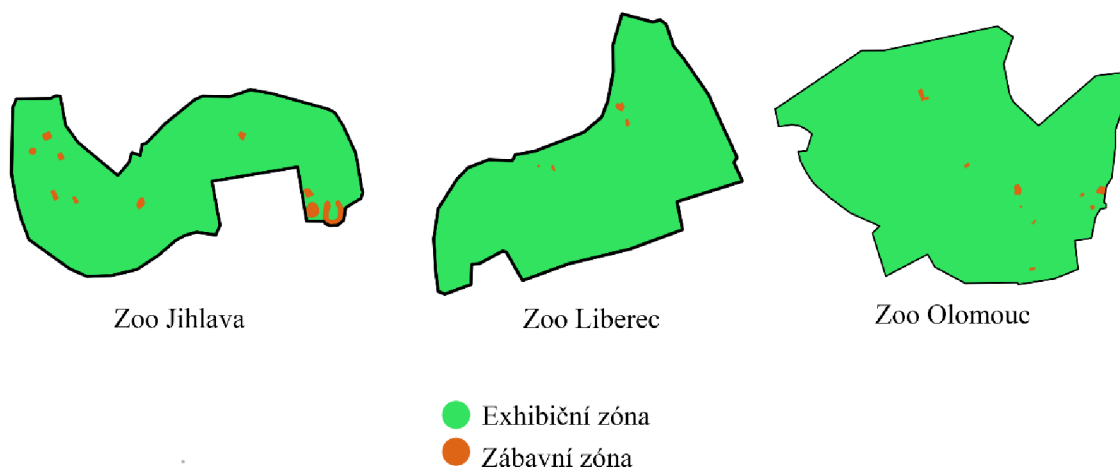 Zoo Jihlava
Zoo Liberec
Zoo Olomouc
Exhibiční zóna
Zábavní zóna